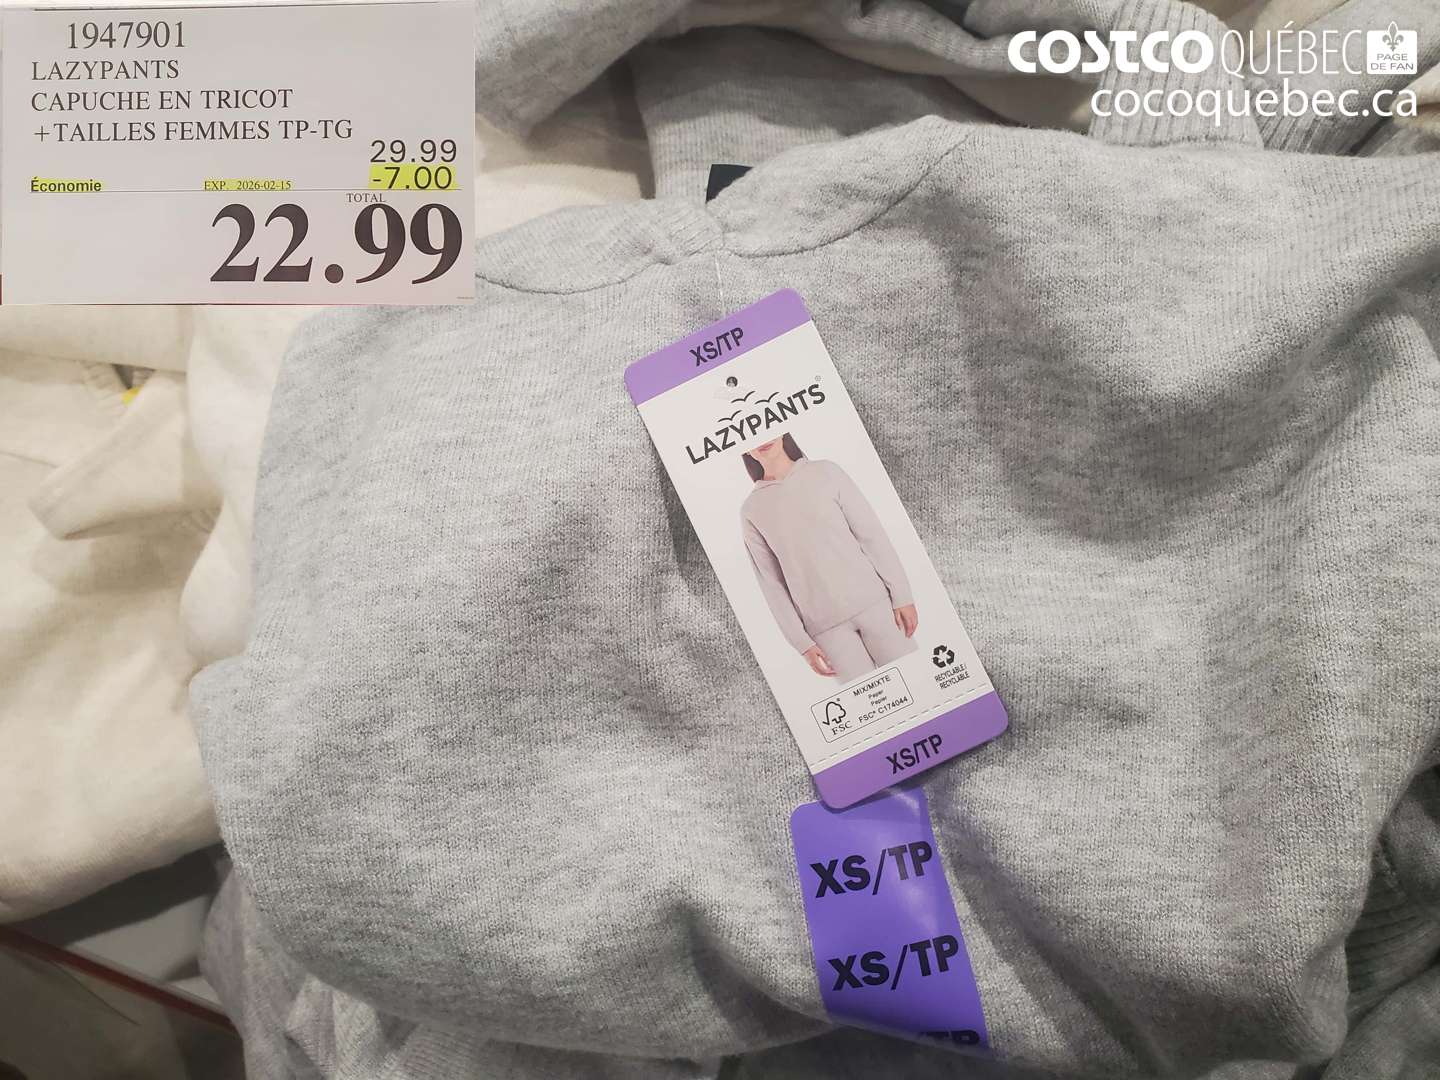 1947901
LAZYPANTS
CAPUCHE EN TRICOT
+TAILLES FEMMES TP-TG
29.99
Économie EXP. 2026-02-15 -7.00
TOTAL
22.99
COSTCO QUÉBEC PAGE DE FAN
cocoquebec.ca
XS/TP
LAZYPANTS®
MIX/MIXTE
Paper
Papier
FSC® C174044
FSC
RECYCLABLE/
RECYCLABLE
XS/TP
XS/TP
XS/TP
XS/TP